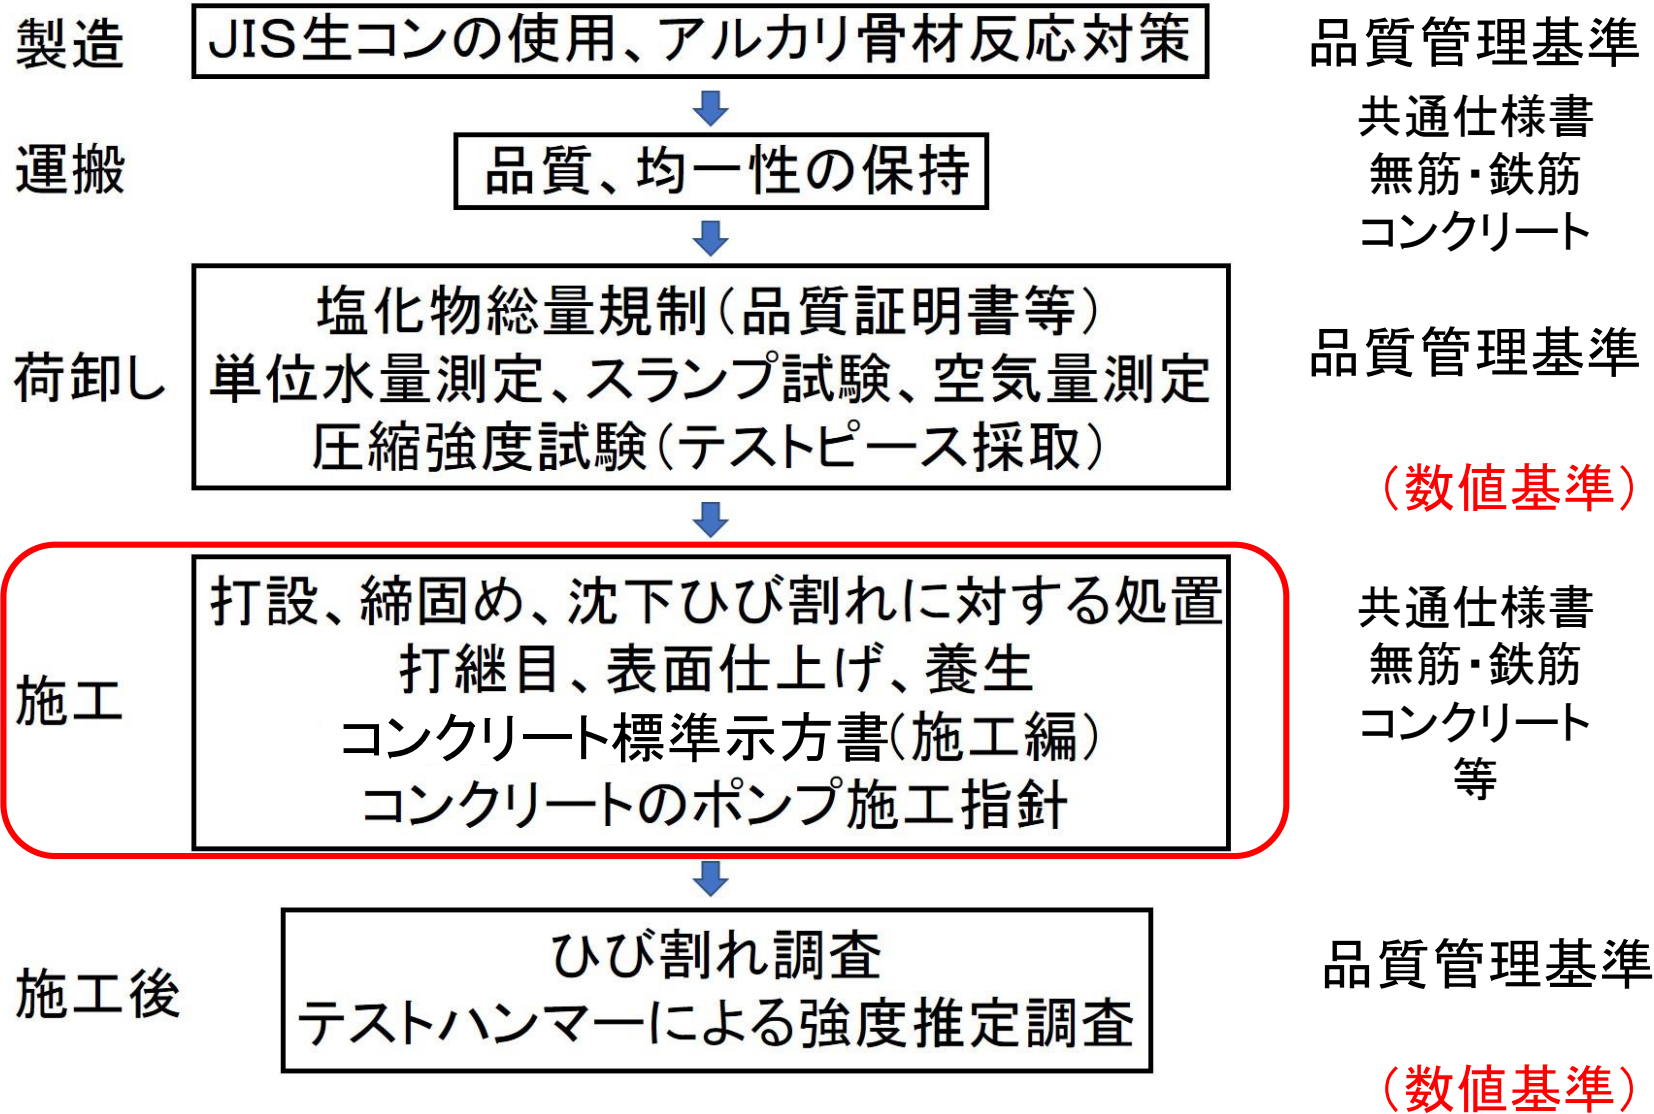 製造
JIS生コンの使用、アルカリ骨材反応対策
品質管理基準
運搬
品質、均一性の保持
共通仕様書
無筋・鉄筋
コンクリート
荷卸し
塩化物総量規制(品質証明書等)
単位水量測定、スランプ試験、空気量測定
圧縮強度試験(テストピース採取)
品質管理基準
(数値基準)
施工
打設、締固め、沈下ひび割れに対する処置
打継目、表面仕上げ、養生
コンクリート標準示方書(施工編)
コンクリートのポンプ施工指針
共通仕様書
無筋・鉄筋
コンクリート
等
施工後
ひび割れ調査
テストハンマーによる強度推定調査
品質管理基準
(数値基準)